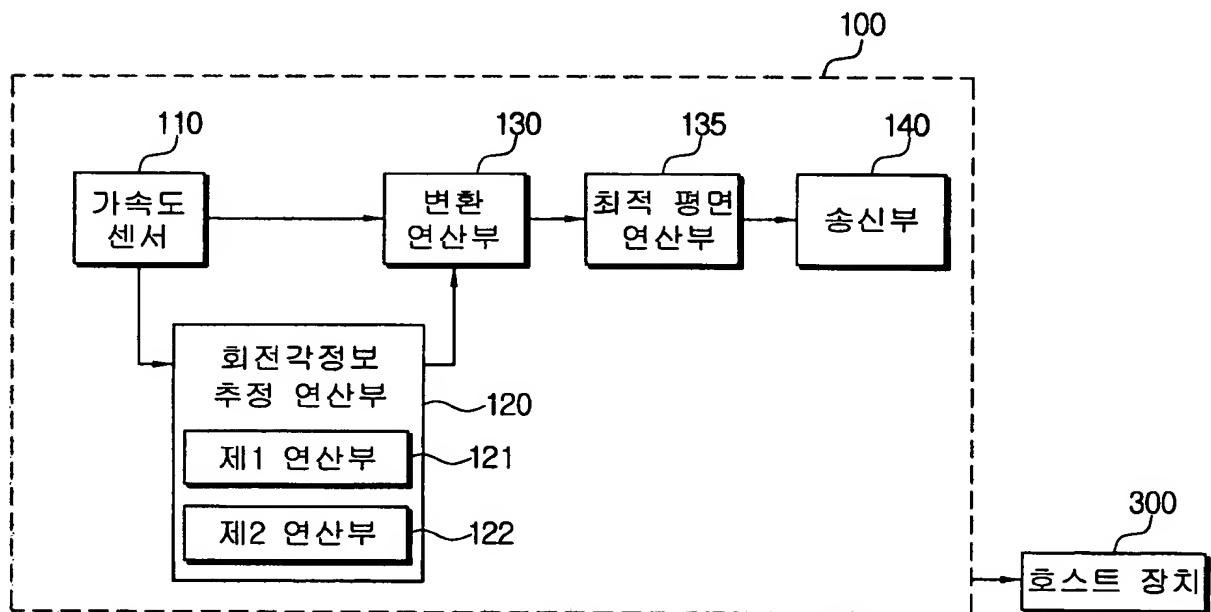 100
110
130
135
140
가속도
센서
변환
연산부
최적 평면
연산부
송신부
회전각정보
추정 연산부
120
제1 연산부
121
제2 연산부
122
300
호스트 장치